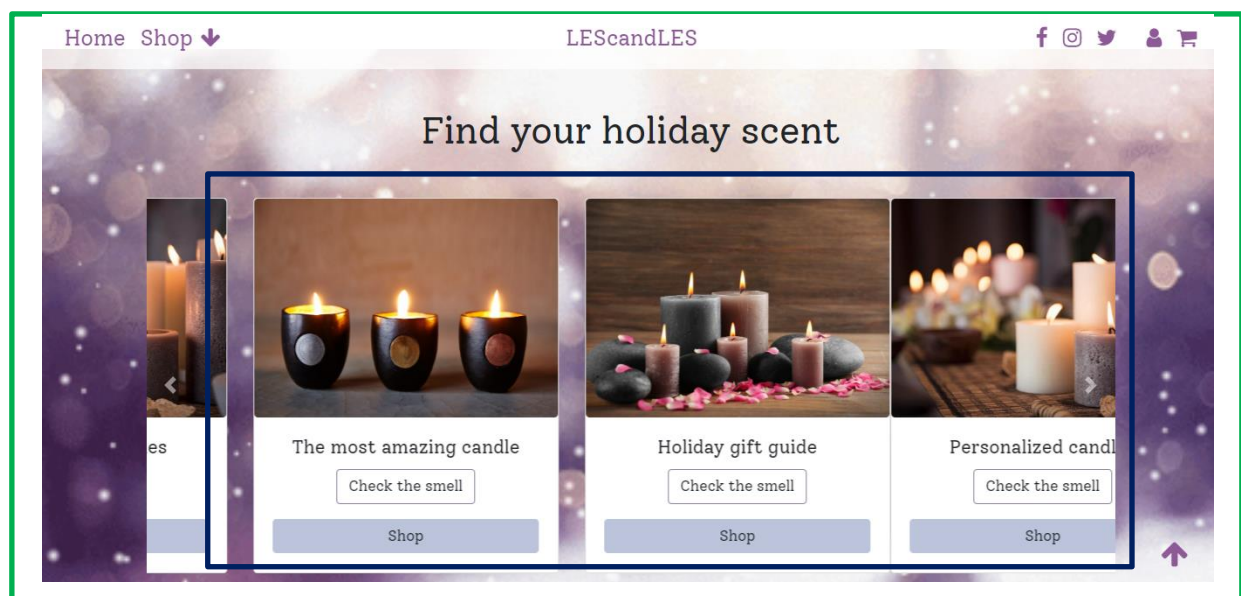 Home Shop LEScandLES
Find your holiday scent
es The most amazing candle Holiday gift guide Personalized candl
Check the smell Check the smell Check the smell
Shop Shop Shop